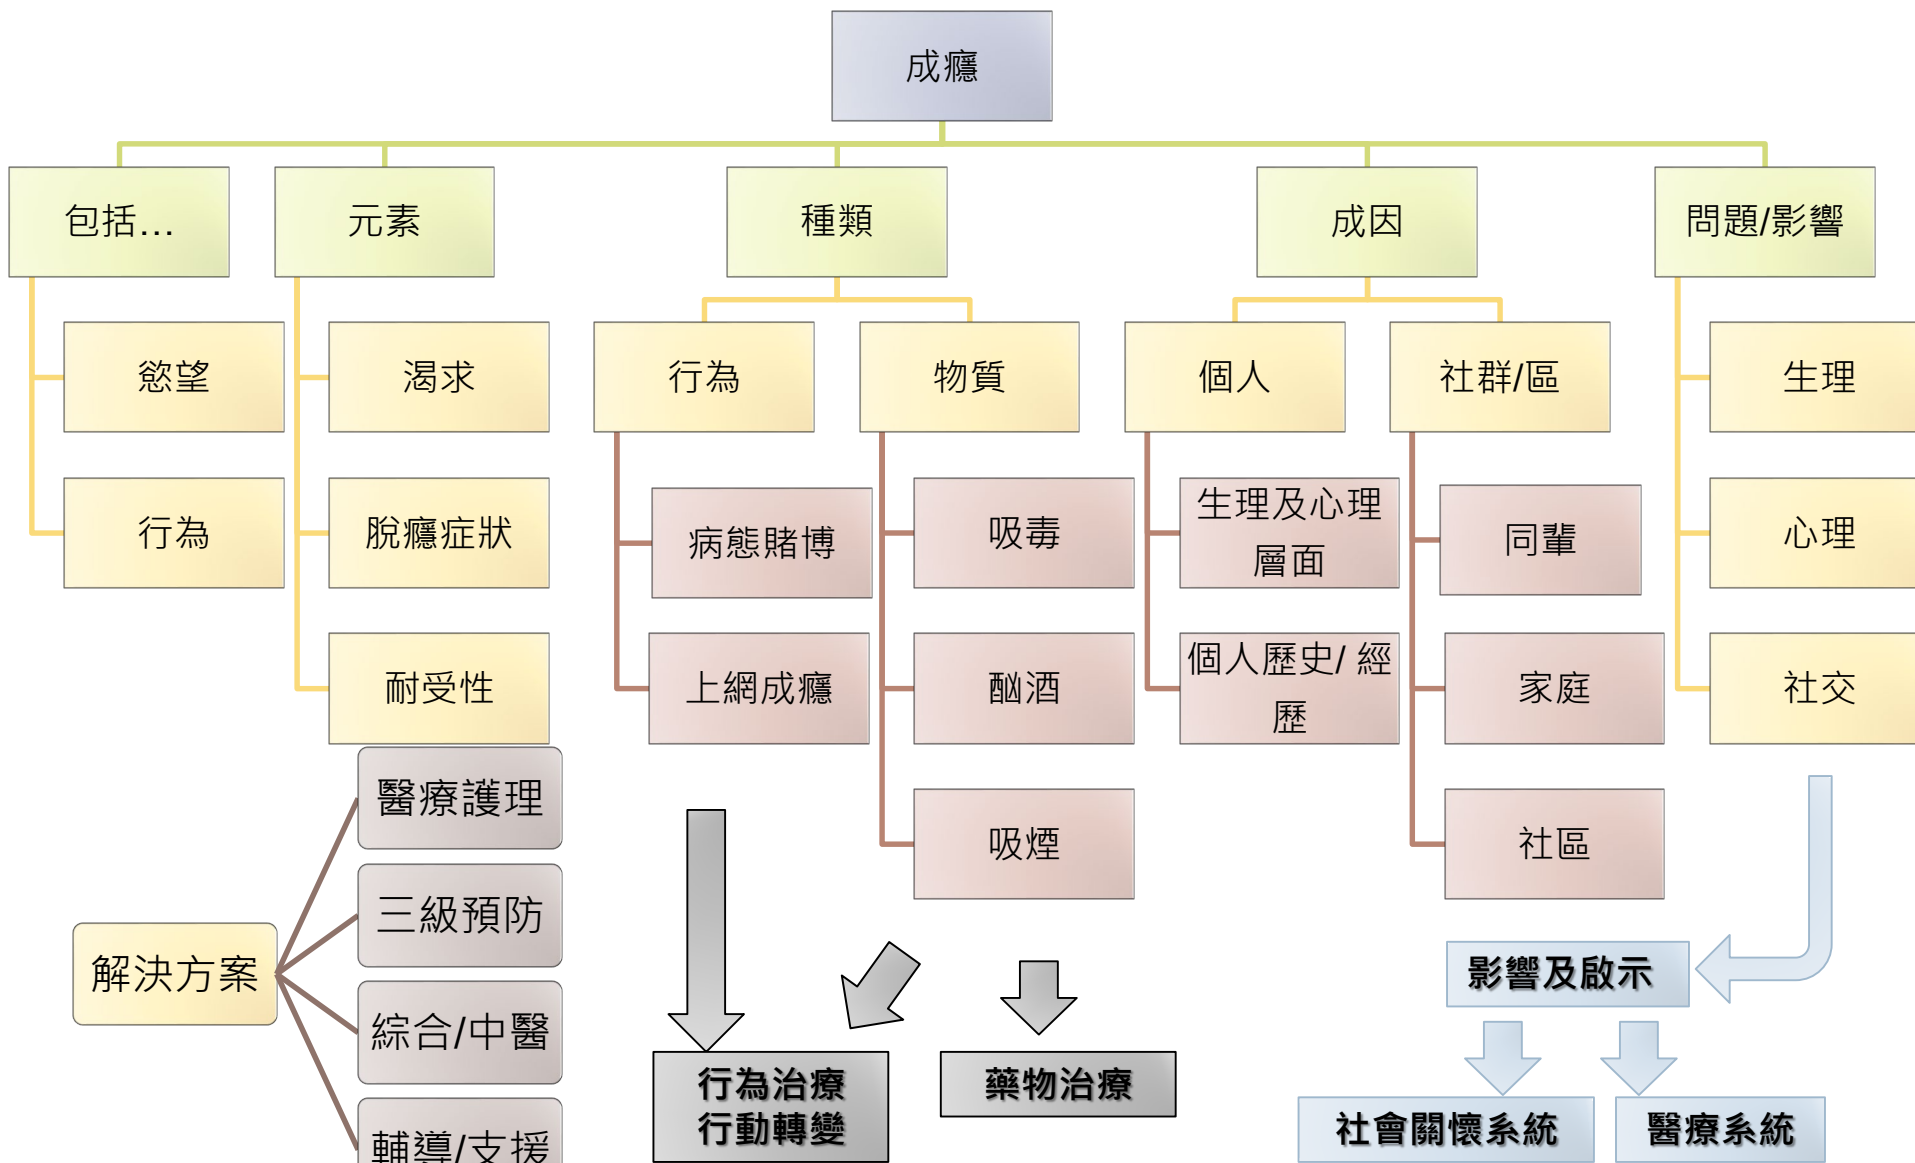 成癮
包括...
元素
種類
成因
問題/影響
慾望
渴求
行為
物質
個人
社群/區
生理
行為
脫癮症狀
病態賭博
吸毒
生理及心理
層面
同輩
心理
耐受性
上網成癮
酗酒
個人歷史/ 經
歷
家庭
社交
醫療護理
三級預防
綜合/中醫
輔導/支援
解決方案
吸煙
社區
行為治療
行動轉變
藥物治療
影響及啟示
社會關懷系統
醫療系統